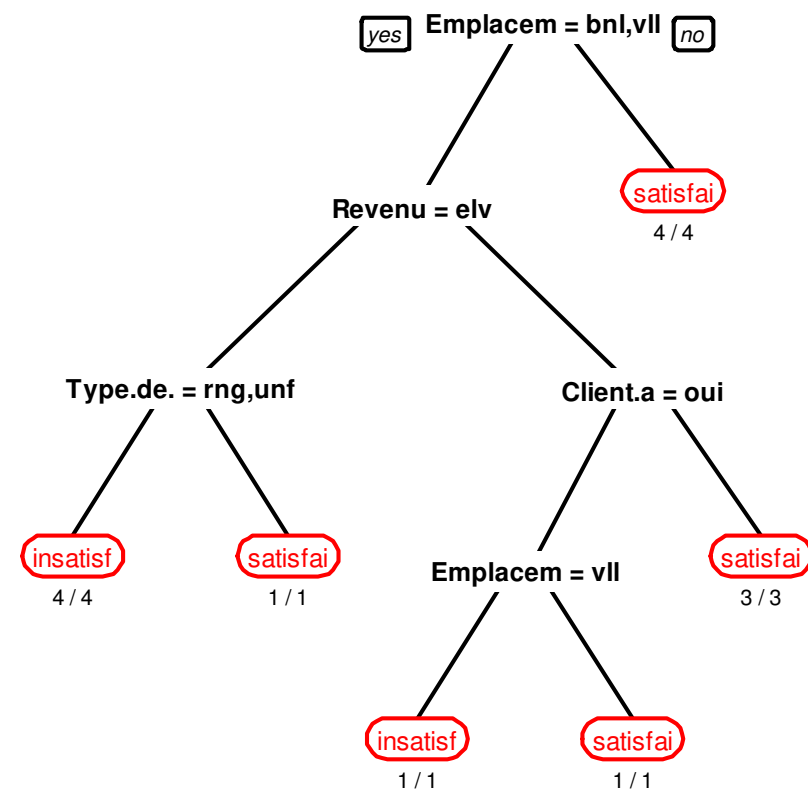 yes Emplacem = bnl,vll no
satisfai
4 / 4
Revenu = elv
Type.de. = rng,unf
Client.a = oui
insatisf
4 / 4
satisfai
1 / 1
Emplacem = vll
satisfai
3 / 3
insatisf
1 / 1
satisfai
1 / 1